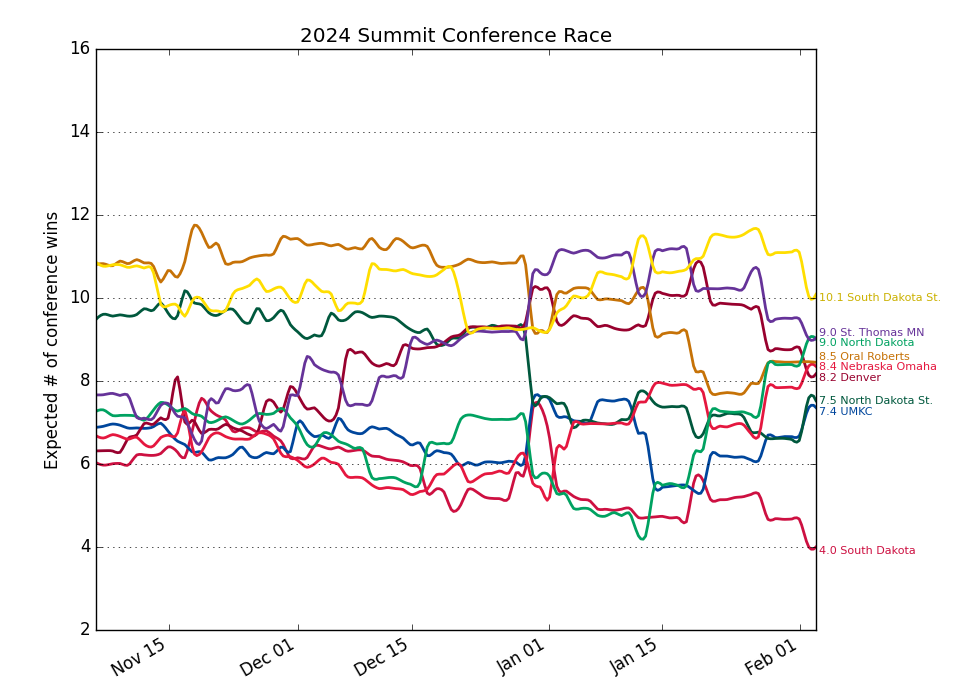 2024 Summit Conference Race
Expected # of conference wins
16
14
12
10
8
6
4
2
10.1 South Dakota St.
9.0 St. Thomas MN
9.0 North Dakota
8.5 Oral Roberts
8.4 Nebraska Omaha
8.2 Denver
7.5 North Dakota St.
7.4 UMKC
4.0 South Dakota
Nov 15
Dec 01
Dec 15
Jan 01
Jan 15
Feb 01